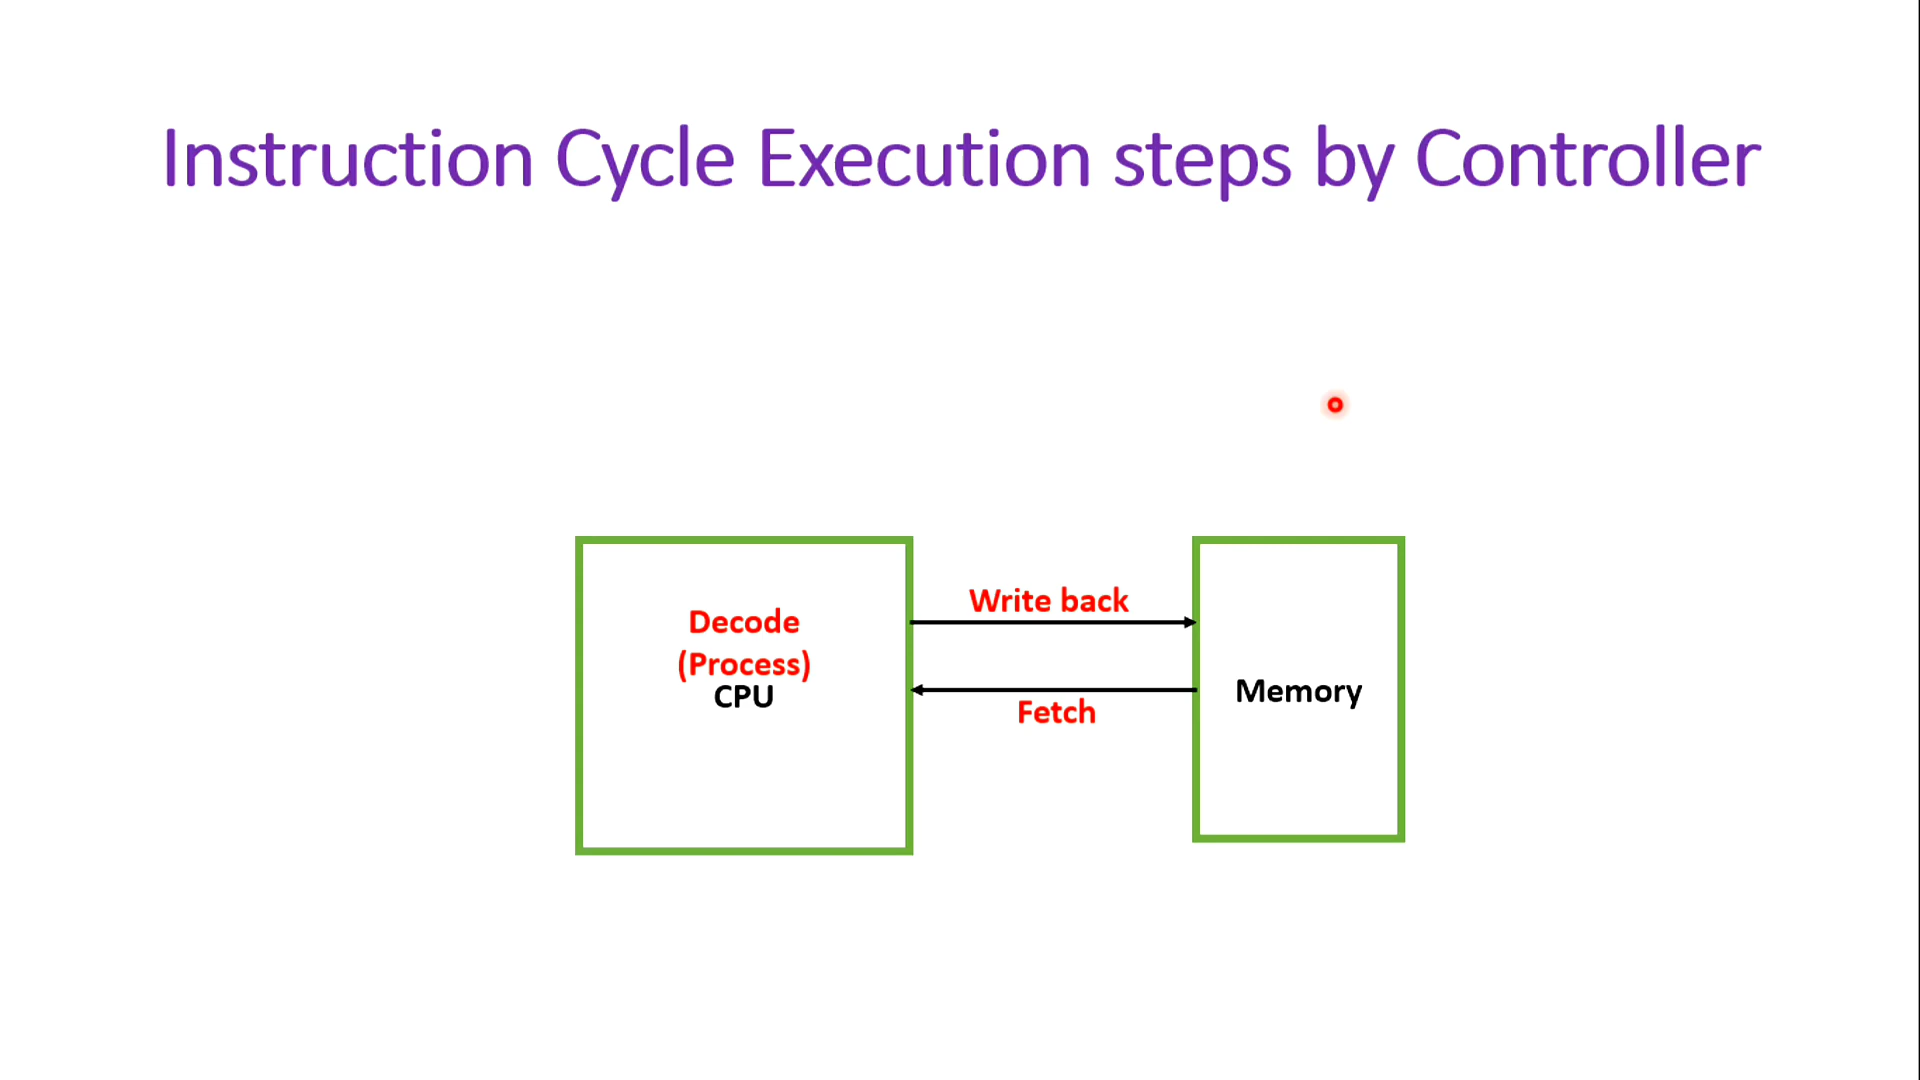 Instruction Cycle Execution steps by Controller
Write back
Decode
(Process)
CPU
Memory
Fetch